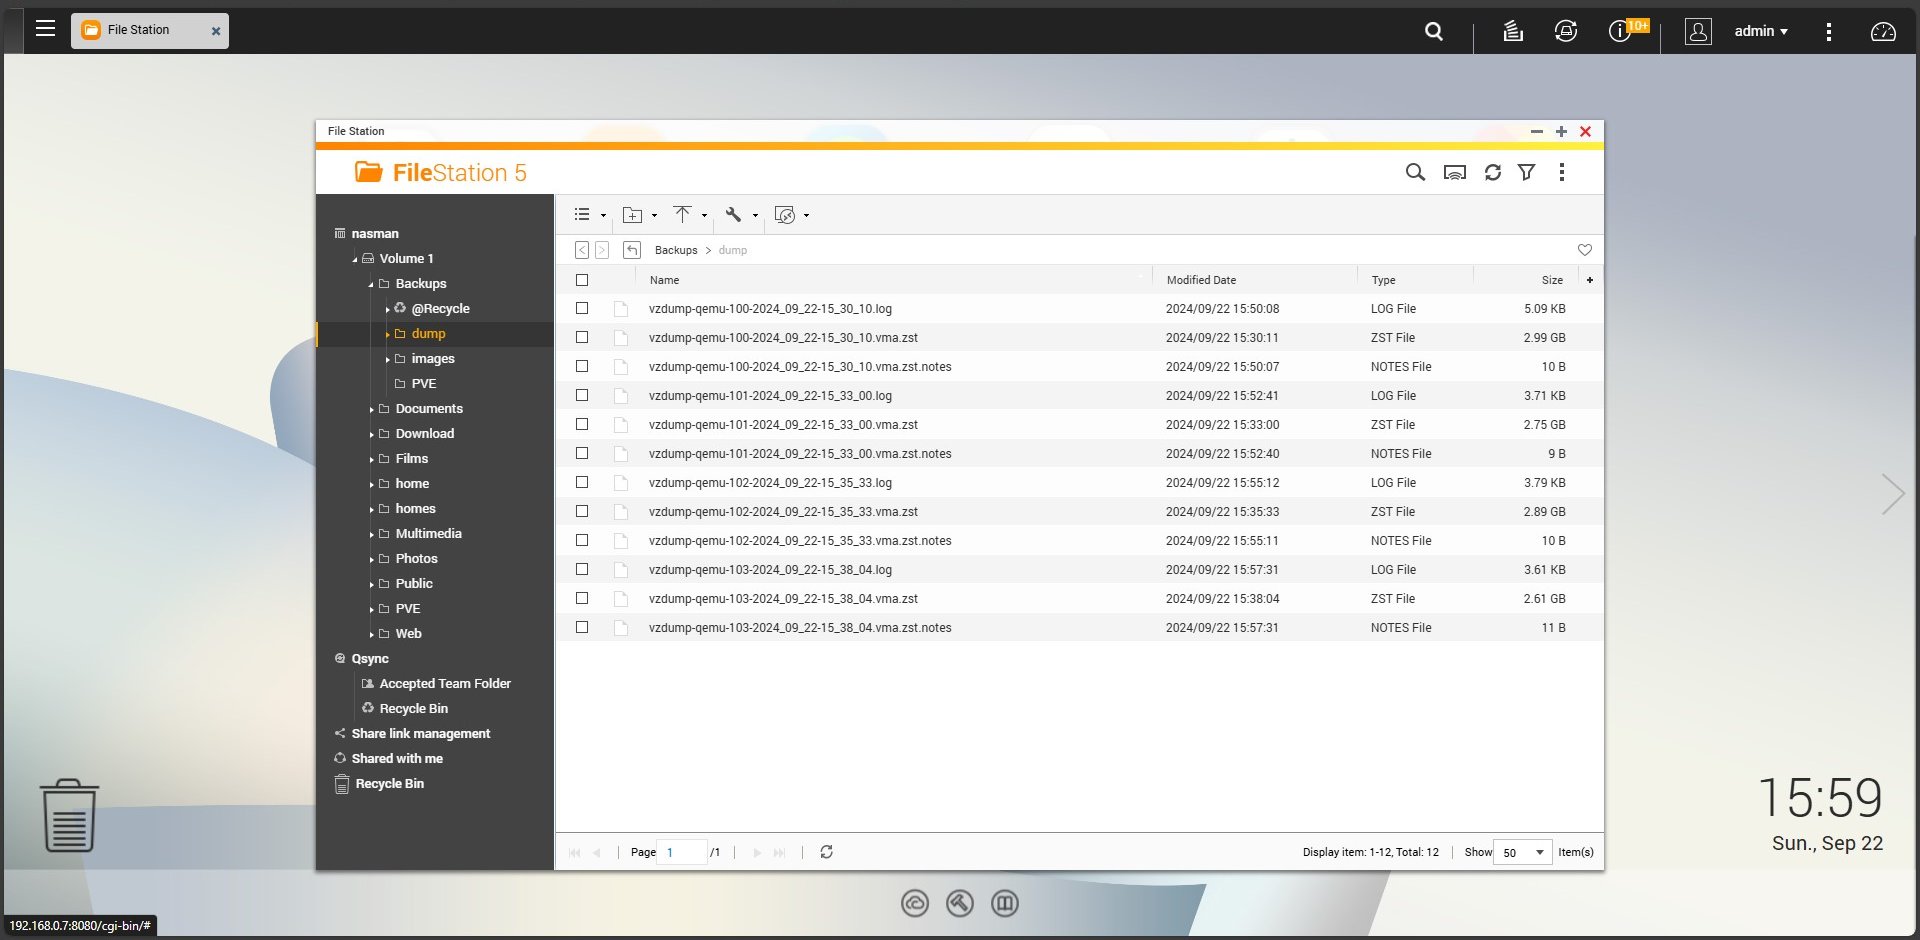 File Station
10+
admin
File Station
FileStation 5
nasman
Volume 1
Backups
@Recycle
dump
images
PVE
Documents
Download
Films
home
homes
Multimedia
Photos
Public
PVE
Web
Qsync
Accepted Team Folder
Recycle Bin
Share link management
Shared with me
Recycle Bin
Backups > dump
Name Modified Date Type Size
vzdump-qemu-100-2024_09_22-15_30_10.log 2024/09/22 15:50:08 LOG File 5.09 KB
vzdump-qemu-100-2024_09_22-15_30_10.vma.zst 2024/09/22 15:30:11 ZST File 2.99 GB
vzdump-qemu-100-2024_09_22-15_30_10.vma.zst.notes 2024/09/22 15:50:07 NOTES File 10 B
vzdump-qemu-101-2024_09_22-15_33_00.log 2024/09/22 15:52:41 LOG File 3.71 KB
vzdump-qemu-101-2024_09_22-15_33_00.vma.zst 2024/09/22 15:33:00 ZST File 2.75 GB
vzdump-qemu-101-2024_09_22-15_33_00.vma.zst.notes 2024/09/22 15:52:40 NOTES File 9 B
vzdump-qemu-102-2024_09_22-15_35_33.log 2024/09/22 15:55:12 LOG File 3.79 KB
vzdump-qemu-102-2024_09_22-15_35_33.vma.zst 2024/09/22 15:35:33 ZST File 2.89 GB
vzdump-qemu-102-2024_09_22-15_35_33.vma.zst.notes 2024/09/22 15:55:11 NOTES File 10 B
vzdump-qemu-103-2024_09_22-15_38_04.log 2024/09/22 15:57:31 LOG File 3.61 KB
vzdump-qemu-103-2024_09_22-15_38_04.vma.zst 2024/09/22 15:38:04 ZST File 2.61 GB
vzdump-qemu-103-2024_09_22-15_38_04.vma.zst.notes 2024/09/22 15:57:31 NOTES File 11 B
Page 1 /1
Display item: 1-12, Total: 12 Show 50 Item(s)
15:59
Sun., Sep 22
192.168.0.7:8080/cgi-bin/#